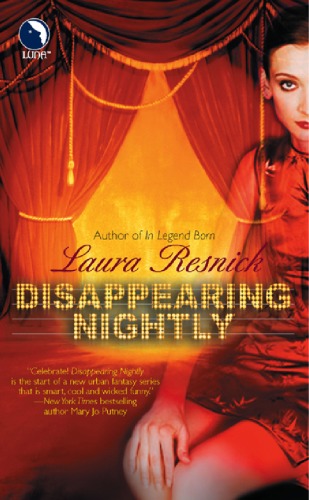 LUNA™
Author of In Legend Born
Laura Resnick
DISAPPEARING
NIGHTLY
"Celebrate! Disappearing Nightly
is the start of a new urban fantasy series
that is smart, cool and wicked funny."
—New York Times bestselling
author Mary Jo Putney